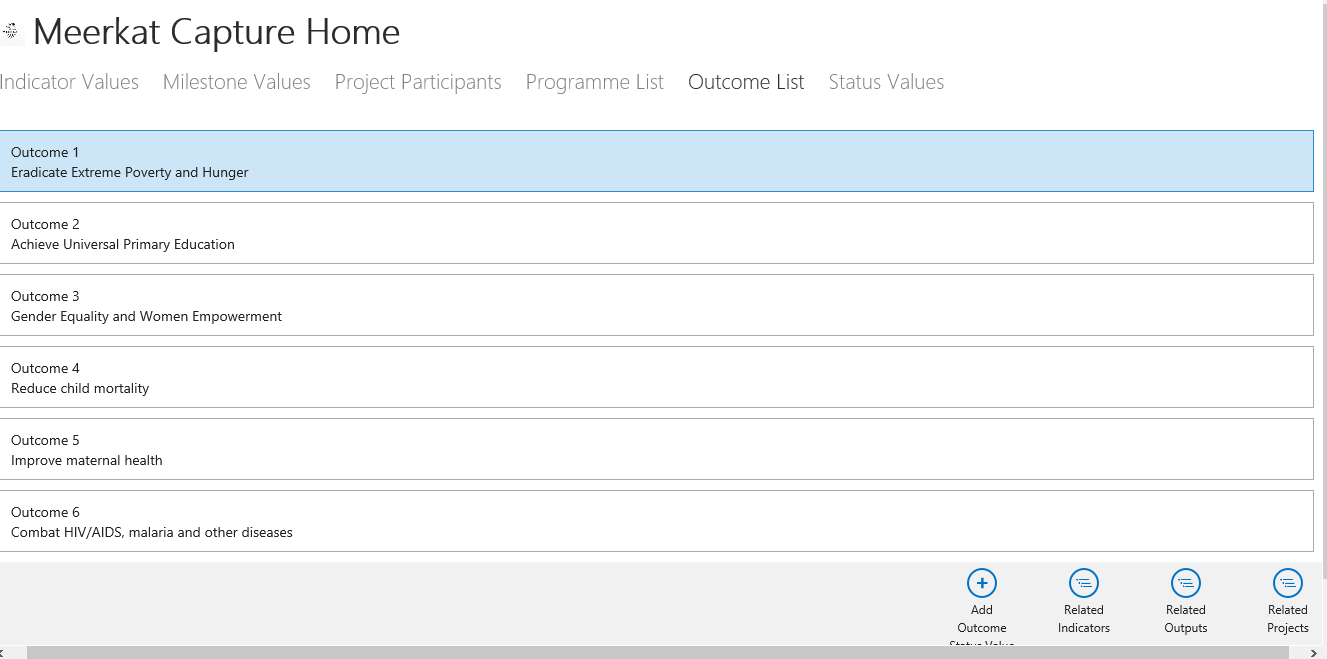 Meerkat Capture Home
Indicator Values Milestone Values Project Participants Programme List Outcome List Status Values
Outcome 1
Eradicate Extreme Poverty and Hunger
Outcome 2
Achieve Universal Primary Education
Outcome 3
Gender Equality and Women Empowerment
Outcome 4
Reduce child mortality
Outcome 5
Improve maternal health
Outcome 6
Combat HIV/AIDS, malaria and other diseases
Add
Outcome
Status Value
Related
Indicators
Related
Outputs
Related
Projects